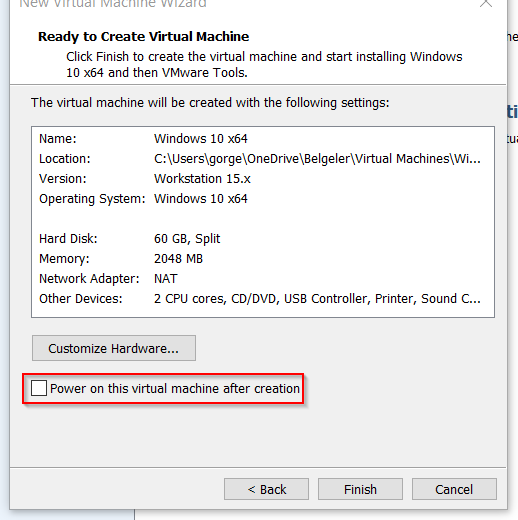 New Virtual Machine Wizard
Ready to Create Virtual Machine
Click Finish to create the virtual machine and start installing Windows
10 x64 and then VMware Tools.
The virtual machine will be created with the following settings:
Name: Windows 10 x64
Location: C:\Users\gorge\OneDrive\Belgeler\Virtual Machines\Wi...
Version: Workstation 15.x
Operating System: Windows 10 x64
Hard Disk: 60 GB, Split
Memory: 2048 MB
Network Adapter: NAT
Other Devices: 2 CPU cores, CD/DVD, USB Controller, Printer, Sound C...
Customize Hardware...
Power on this virtual machine after creation
< Back Finish Cancel